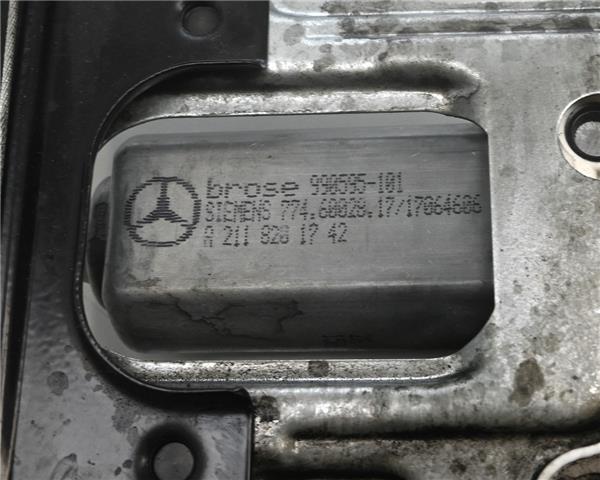 brose 990595-101
SIEMENS 774.60028.17/17064606
A 211 820 17 42